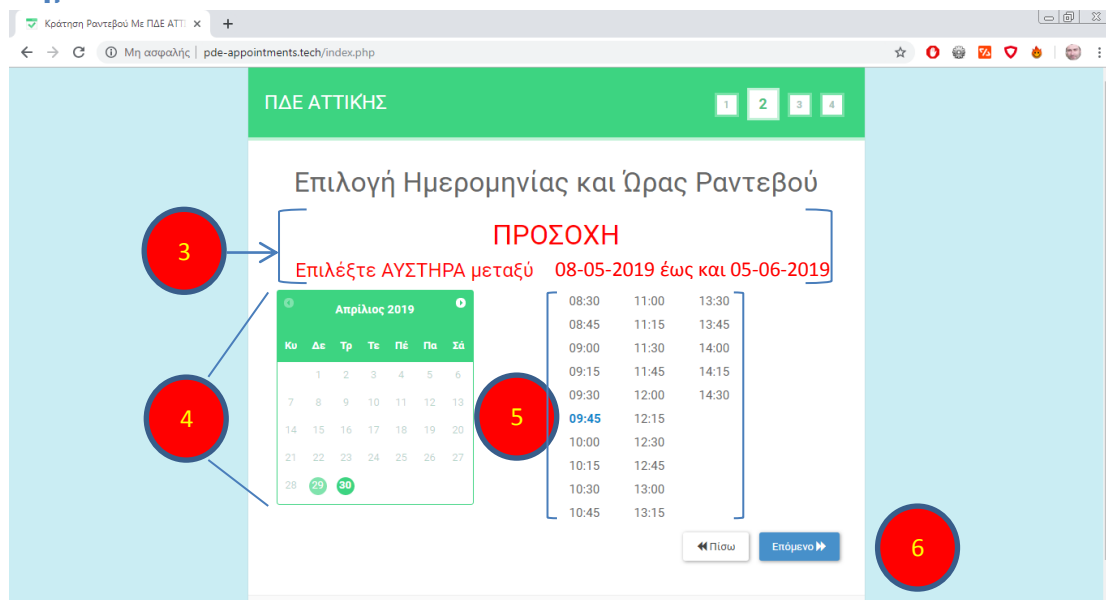 Κράτηση Ραντεβού Με ΠΔΕ ΑΤΤΙ
Μη ασφαλής | pde-appointments.tech/index.php
ΠΔΕ ΑΤΤΙΚΉΣ
1 2 3 4
Επιλογή Ημερομηνίας και Ώρας Ραντεβού
ΠΡΟΣΟΧΗ
3
Επιλέξτε ΑΥΣΤΗΡΑ μεταξύ 08-05-2019 έως και 05-06-2019
Απρίλιος 2019
Κυ Δε Τρ Τε Πέ Πα Σά
1 2 3 4 5 6
7 8 9 10 11 12 13
14 15 16 17 18 19 20
21 22 23 24 25 26 27
28 29 30
4
5
08:30 11:00 13:30
08:45 11:15 13:45
09:00 11:30 14:00
09:15 11:45 14:15
09:30 12:00 14:30
09:45 12:15
10:00 12:30
10:15 12:45
10:30 13:00
10:45 13:15
Πίσω Επόμενο
6